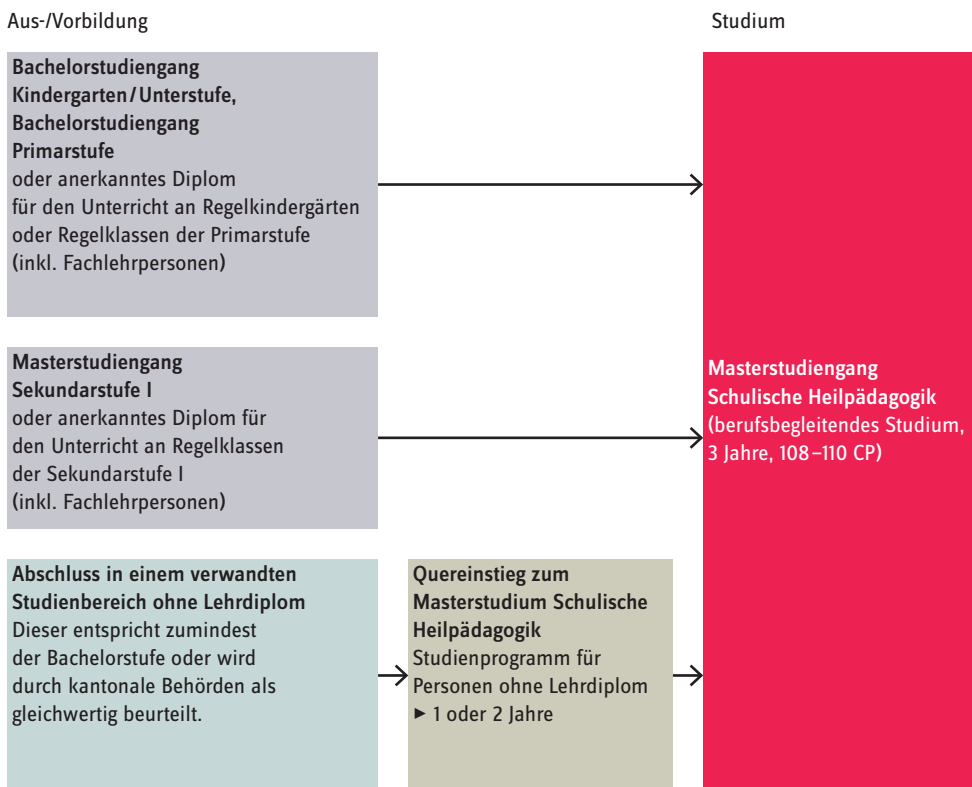 Aus-/Vorbildung
Studium
Bachelorstudiengang
Kindergarten/Unterstufe,
Bachelorstudiengang
Primarstufe
oder anerkanntes Diplom
für den Unterricht an Regelkindergärten
oder Regelklassen der Primarstufe
(inkl. Fachlehrpersonen)
Masterstudiengang
Sekundarstufe I
oder anerkanntes Diplom für
den Unterricht an Regelklassen
der Sekundarstufe I
(inkl. Fachlehrpersonen)
Abschluss in einem verwandten
Studienbereich ohne Lehrdiplom
Dieser entspricht zumindest
der Bachelorstufe oder wird
durch kantonale Behörden als
gleichwertig beurteilt.
Quereinstieg zum
Masterstudium Schulische
Heilpädagogik
Studienprogramm für
Personen ohne Lehrdiplom
► 1 oder 2 Jahre
Masterstudiengang
Schulische Heilpädagogik
(berufsbegleitendes Studium,
3 Jahre, 108–110 CP)